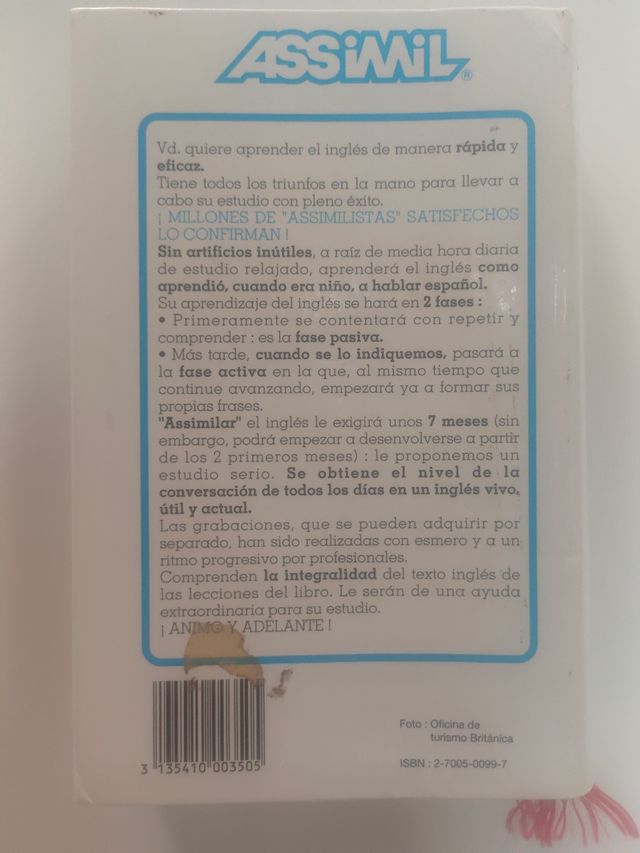 ASSiMiL®
Vd. quiere aprender el inglés de manera rápida y
eficaz.
Tiene todos los triunfos en la mano para llevar a
cabo su estudio con pleno éxito.
¡ MILLONES DE "ASSIMILISTAS" SATISFECHOS
LO CONFIRMAN !
Sin artificios inútiles, a raíz de media hora diaria
de estudio relajado, aprenderá el inglés como
aprendió, cuando era niño, a hablar español.
Su aprendizaje del inglés se hará en 2 fases :
• Primeramente se contentará con repetir y
comprender : es la fase pasiva.
• Más tarde, cuando se lo indiquemos, pasará a
la fase activa en la que, al mismo tiempo que
continue avanzando, empezará ya a formar sus
propias frases.
"Assimilar" el inglés le exigirá unos 7 meses (sin
embargo, podrá empezar a desenvolverse a partir
de los 2 primeros meses) : le proponemos un
estudio serio. Se obtiene el nivel de la
conversación de todos los días en un inglés vivo,
útil y actual.
Las grabaciones, que se pueden adquirir por
separado, han sido realizadas con esmero y a un
ritmo progresivo por profesionales.
Comprenden la integralidad del texto inglés de
las lecciones del libro. Le serán de una ayuda
extraordinaria para su estudio.
¡ ANIMO Y ADELANTE !
Foto : Oficina de
turismo Británica
ISBN : 2-7005-0099-7
3 135410 003505